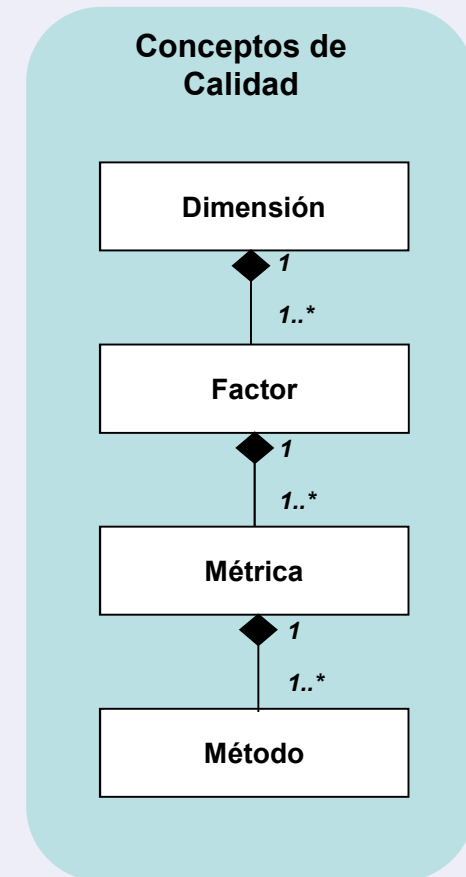 Conceptos de
Calidad
Dimensión
1
1..*
Factor
1
1..*
Métrica
1
1..*
Método